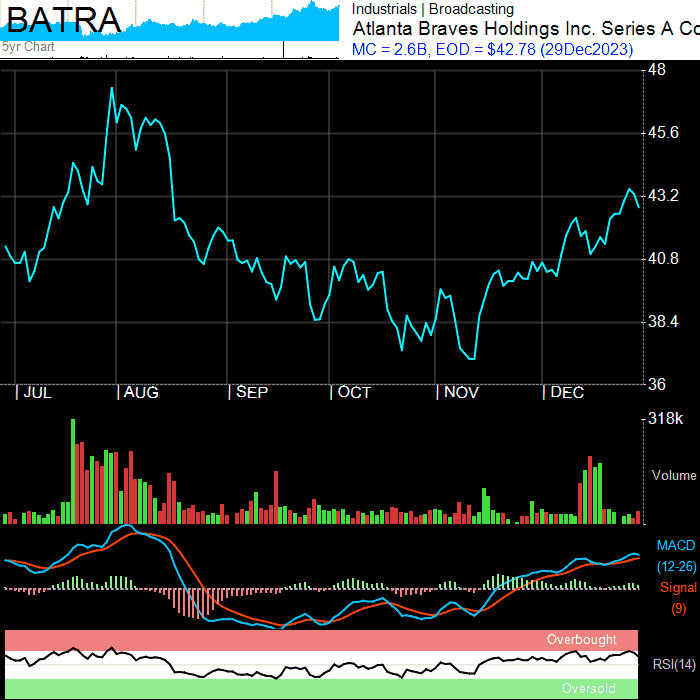 BATRA
5yr Chart
Industrials | Broadcasting
Atlanta Braves Holdings Inc. Series A Co
MC = 2.6B, EOD = $42.78 (29Dec2023)
48
45.6
43.2
40.8
38.4
36
JUL AUG SEP OCT NOV DEC
318k
Volume
MACD
(12-26)
Signal
(9)
Overbought
RSI(14)
Oversold